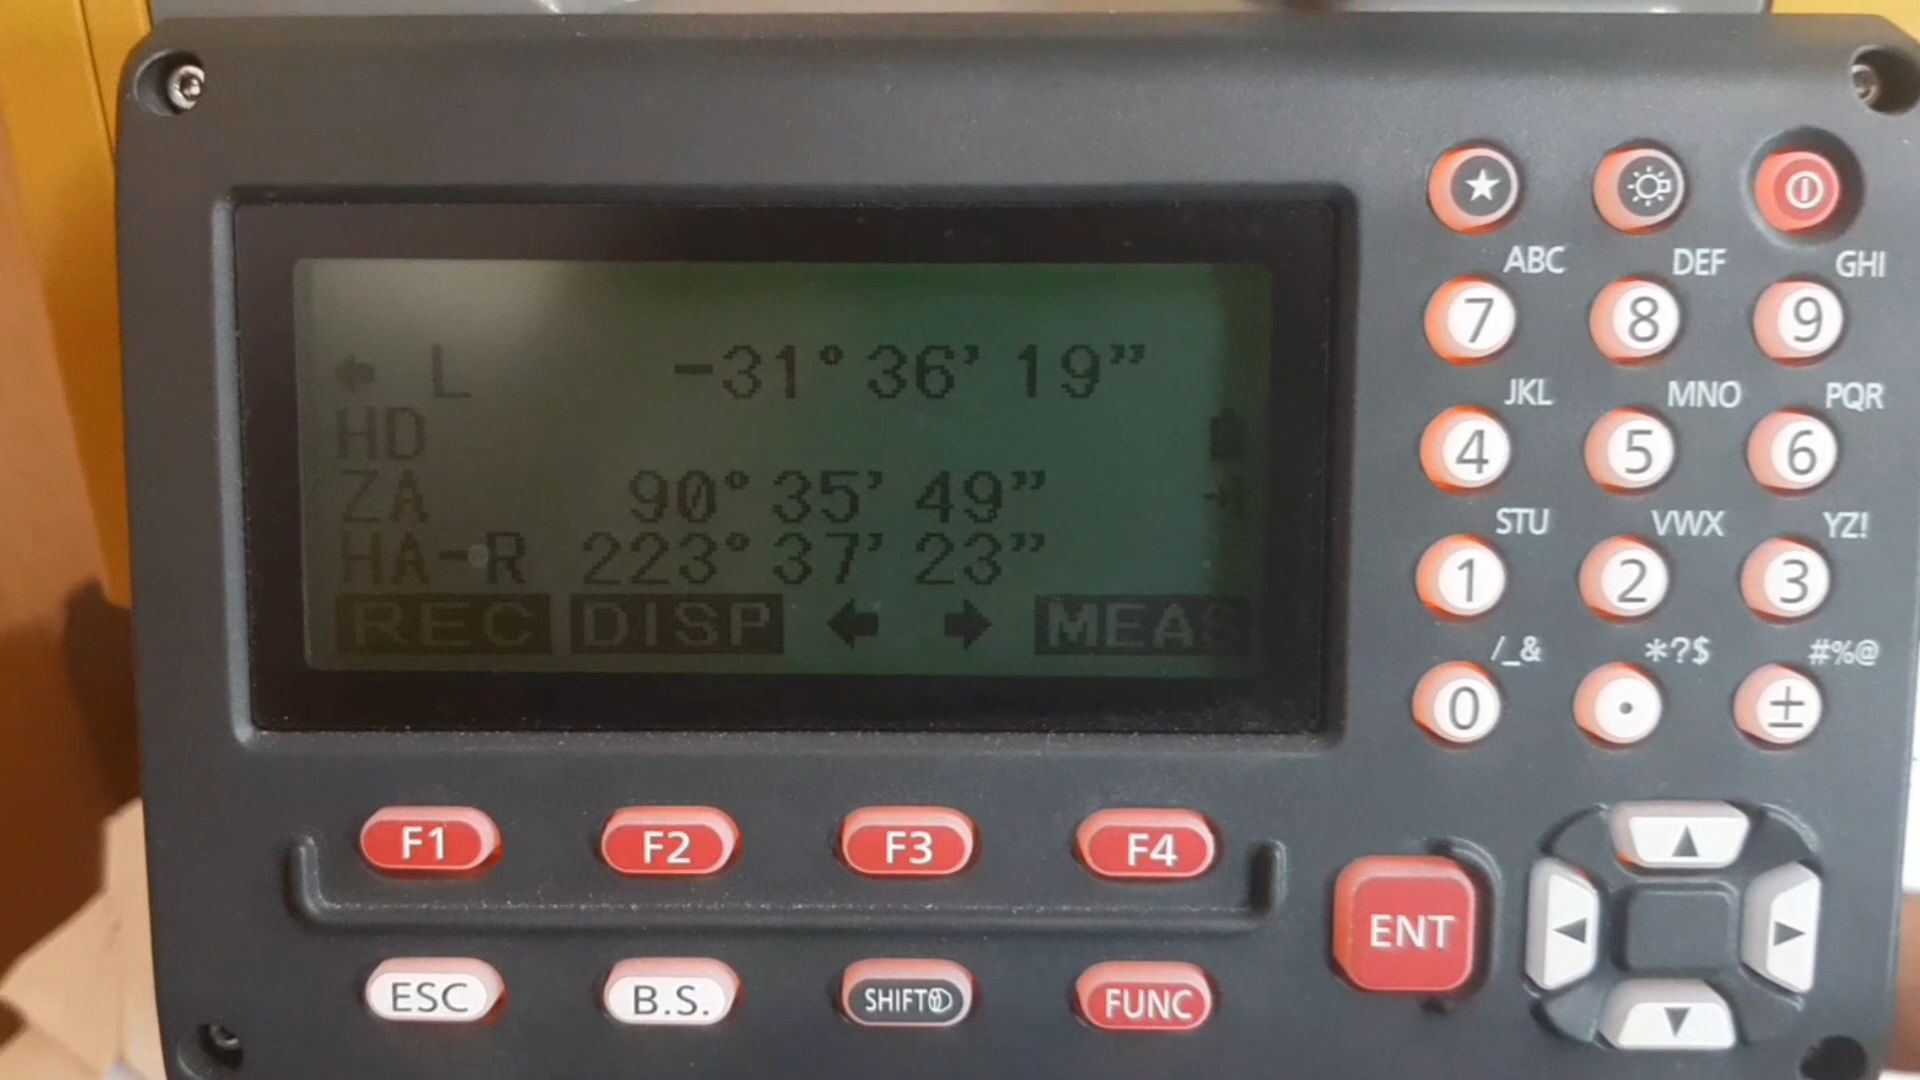 ← L -31° 36' 19"
HD
ZA 90° 35' 49"
HA-R 223° 37' 23"
REC DISP ← → MEAS
ABC DEF GHI
7 8 9
JKL MNO PQR
4 5 6
STU VWX YZ!
1 2 3
/_& *?$ #%@
0 • ±
F1 F2 F3 F4
ENT
ESC B.S. SHIFT FUNC